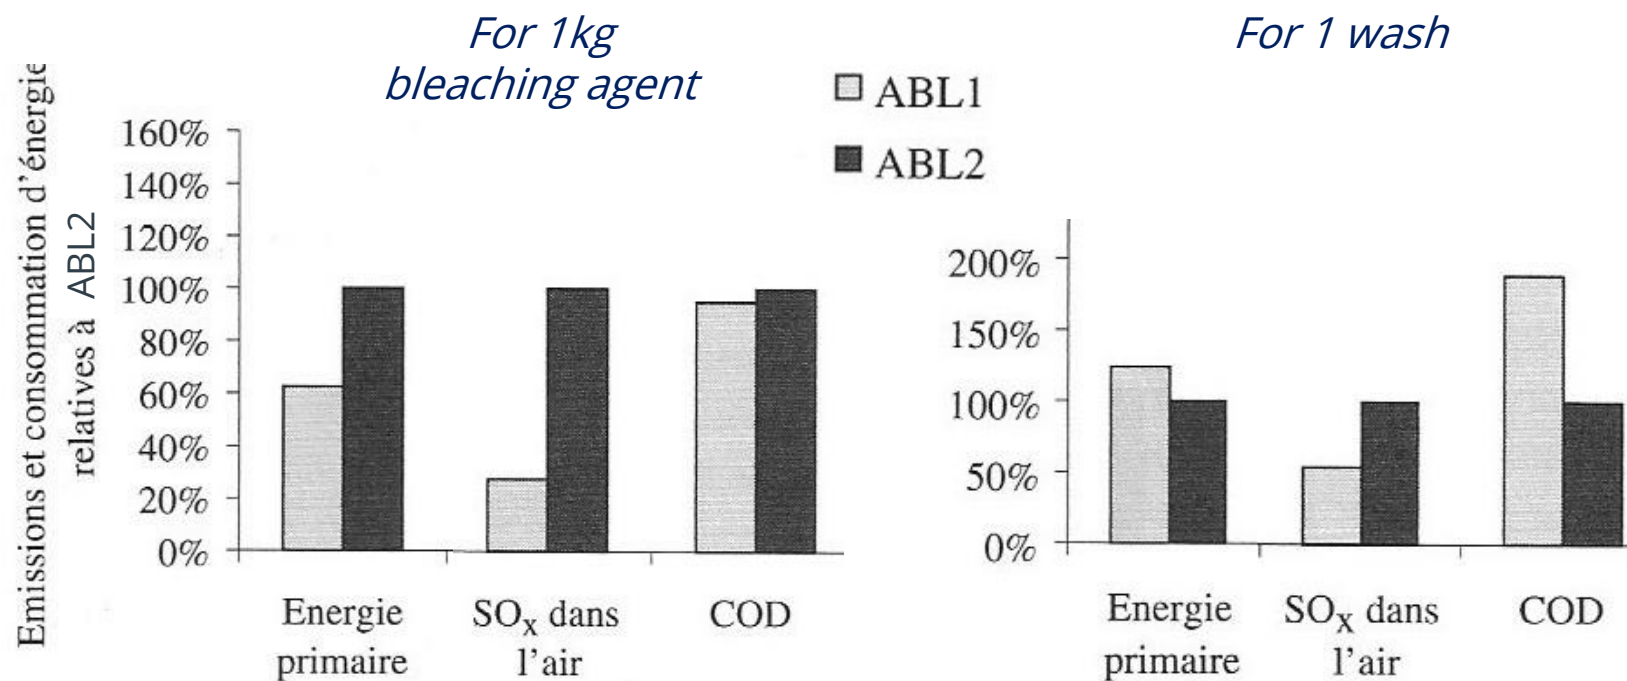 For 1kg
bleaching agent
For 1 wash
ABL1
ABL2
Emissions et consommation d'énergie
relatives à ABL2
160%
140%
120%
100%
80%
60%
40%
20%
0%
Energie
primaire
SOx dans
l'air
COD
200%
150%
100%
50%
0%
Energie
primaire
SOx dans
l'air
COD